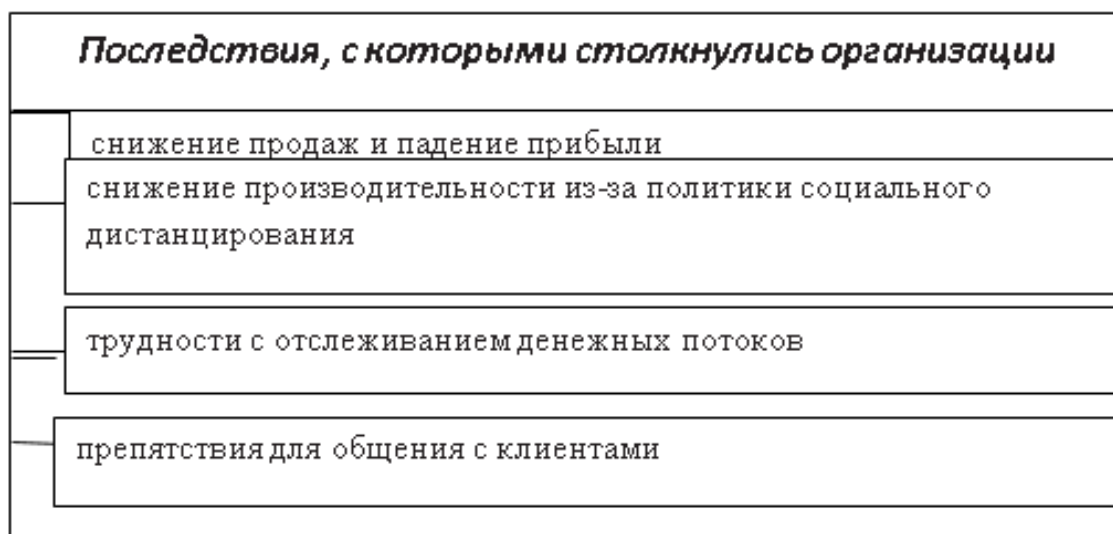 Последствия, с которыми столкнулись организации
снижение продаж и падение прибыли
снижение производительности из-за политики социального
дистанцирования
трудности с отслеживанием денежных потоков
препятствия для общения с клиентами